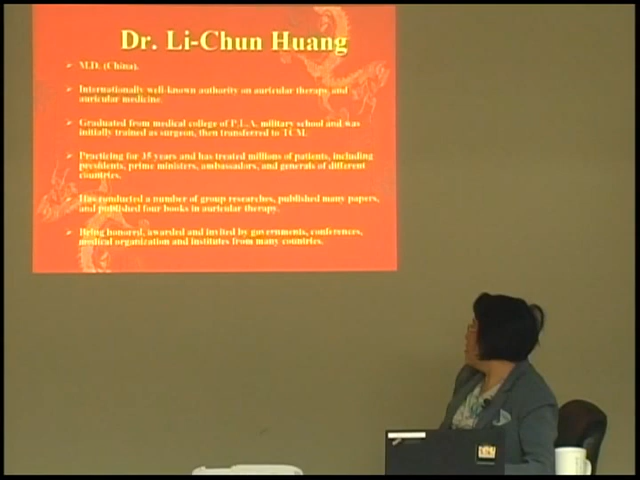 Dr. Li-Chun Huang
M.D. (China).
Internationally well-known authority on auricular therapy and
auricular medicine.
Graduated from medical college of P.L.A. military school and was
initially trained as surgeon, then transferred to TCM.
Practicing for 35 years and has treated millions of patients, including
presidents, prime ministers, ambassadors, and generals of different
countries.
Has conducted a number of group researches, published many papers,
and published four books in auricular therapy.
Being honored, awarded and invited by governments, conferences,
medical organization and institutes from many countries.